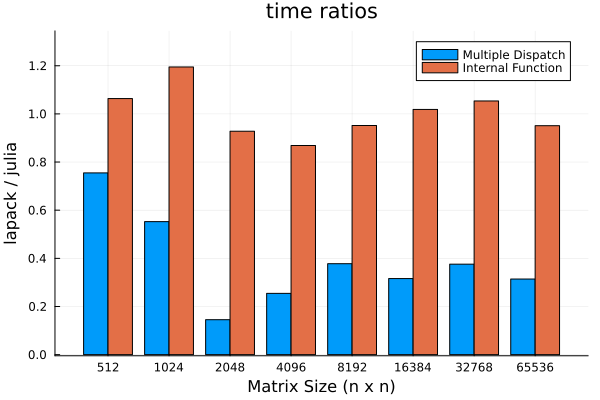 time ratios
Multiple Dispatch
Internal Function
lapack / julia
1.2
1.0
0.8
0.6
0.4
0.2
0.0
512 1024 2048 4096 8192 16384 32768 65536
Matrix Size (n x n)